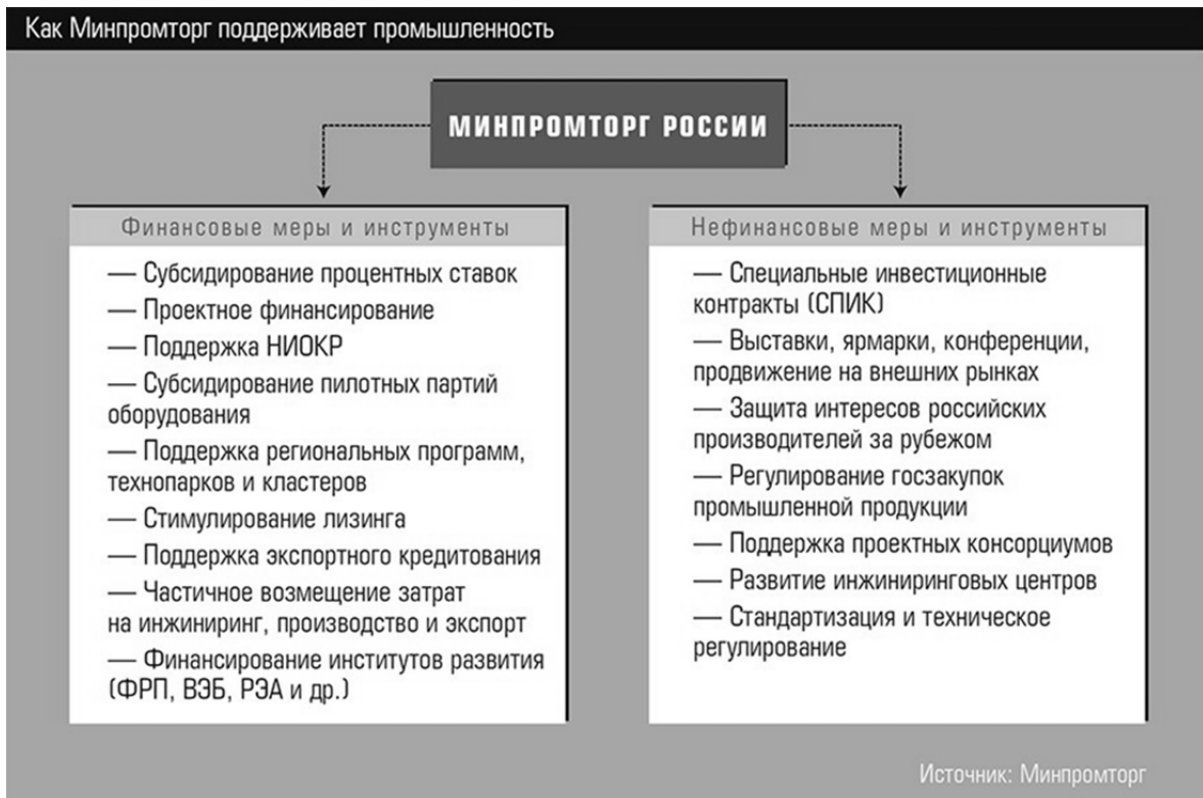 Как Минпромторг поддерживает промышленность
МИНПРОМТОРГ РОССИИ
Финансовые меры и инструменты
— Субсидирование процентных ставок
— Проектное финансирование
— Поддержка НИОКР
— Субсидирование пилотных партий
оборудования
— Поддержка региональных программ,
технопарков и кластеров
— Стимулирование лизинга
— Поддержка экспортного кредитования
— Частичное возмещение затрат
на инжиниринг, производство и экспорт
— Финансирование институтов развития
(ФРП, ВЭБ, РЭА и др.)
Нефинансовые меры и инструменты
— Специальные инвестиционные
контракты (СПИК)
— Выставки, ярмарки, конференции,
продвижение на внешних рынках
— Защита интересов российских
производителей за рубежом
— Регулирование госзакупок
промышленной продукции
— Поддержка проектных консорциумов
— Развитие инжиниринговых центров
— Стандартизация и техническое
регулирование
Источник: Минпромторг